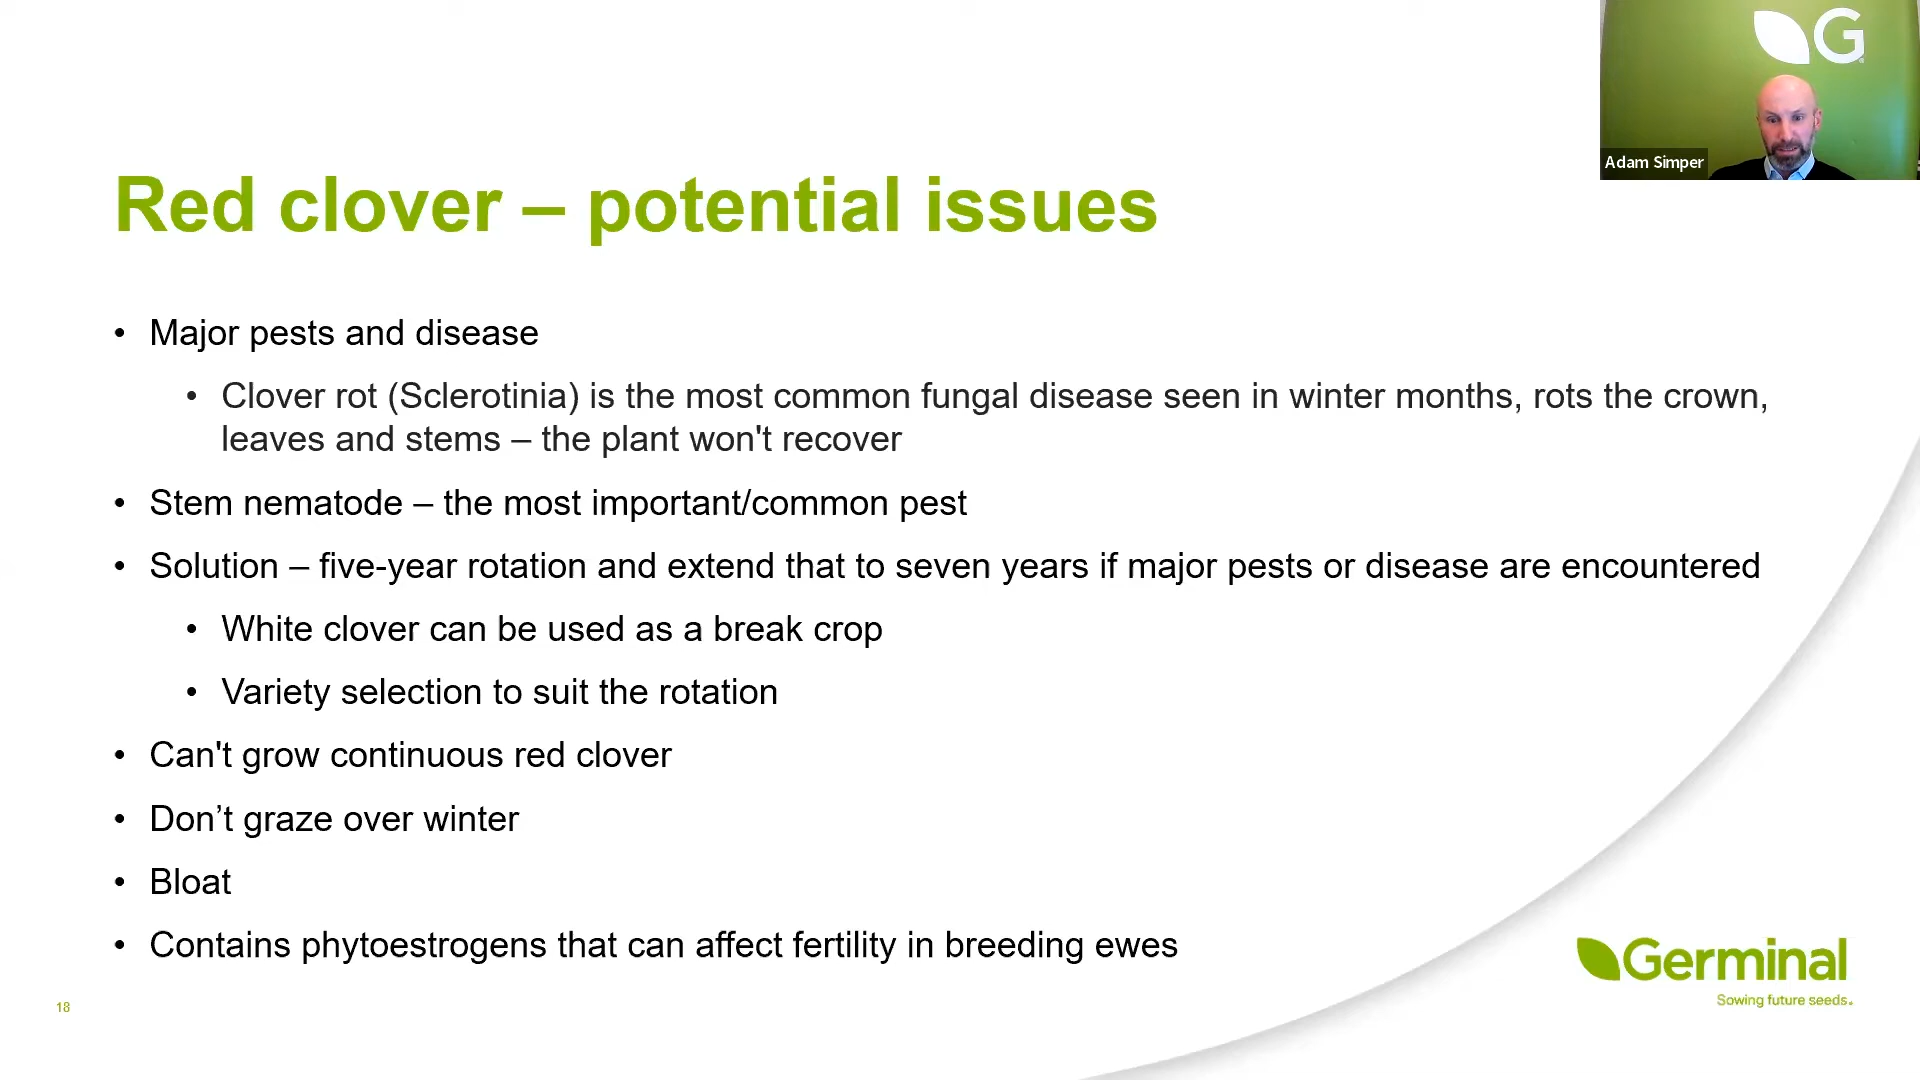 G
Adam Simper
Red clover – potential issues
• Major pests and disease
• Clover rot (Sclerotinia) is the most common fungal disease seen in winter months, rots the crown,
leaves and stems – the plant won't recover
• Stem nematode – the most important/common pest
• Solution – five-year rotation and extend that to seven years if major pests or disease are encountered
• White clover can be used as a break crop
• Variety selection to suit the rotation
• Can't grow continuous red clover
• Don’t graze over winter
• Bloat
• Contains phytoestrogens that can affect fertility in breeding ewes
Germinal
Sowing future seeds.
18